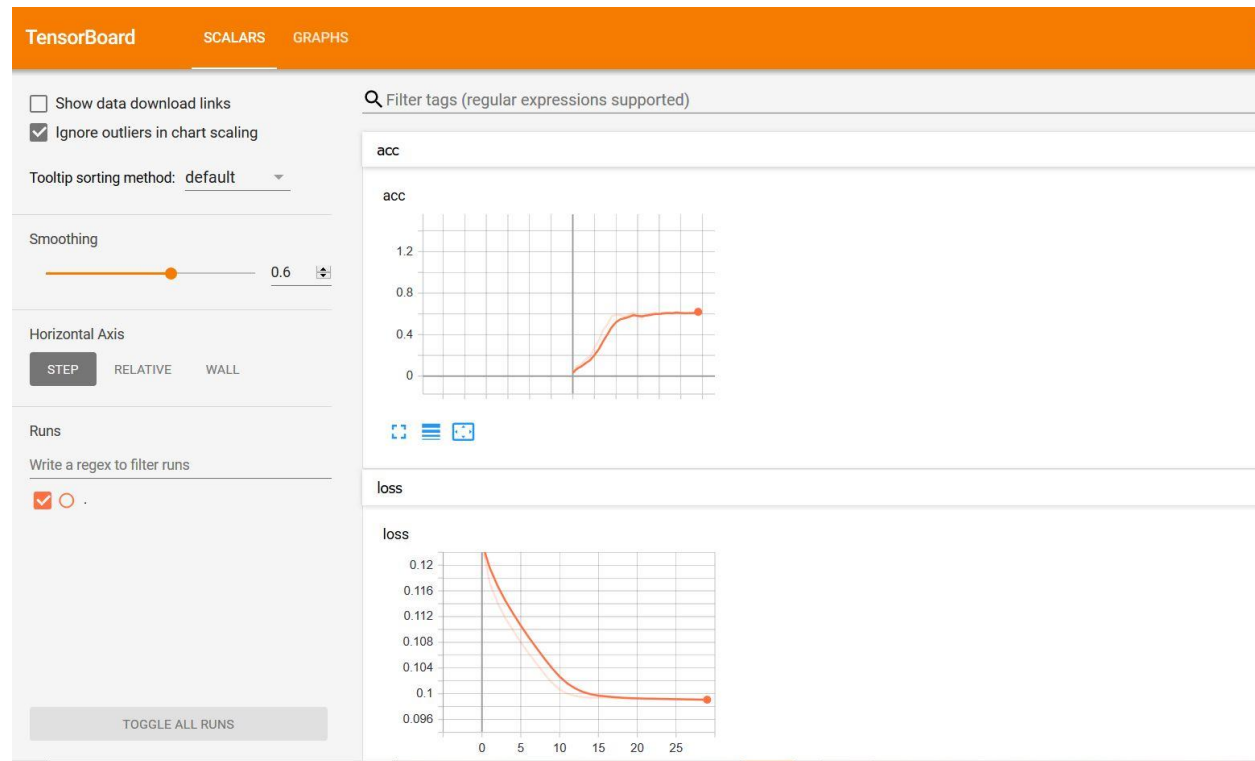 TensorBoard SCALARS GRAPHS
Show data download links
Ignore outliers in chart scaling
Tooltip sorting method: default
Smoothing
0.6
Horizontal Axis
STEP RELATIVE WALL
Runs
Write a regex to filter runs
.
TOGGLE ALL RUNS
Filter tags (regular expressions supported)
acc
acc
1.2
0.8
0.4
0
loss
loss
0.12
0.116
0.112
0.108
0.104
0.1
0.096
0 5 10 15 20 25